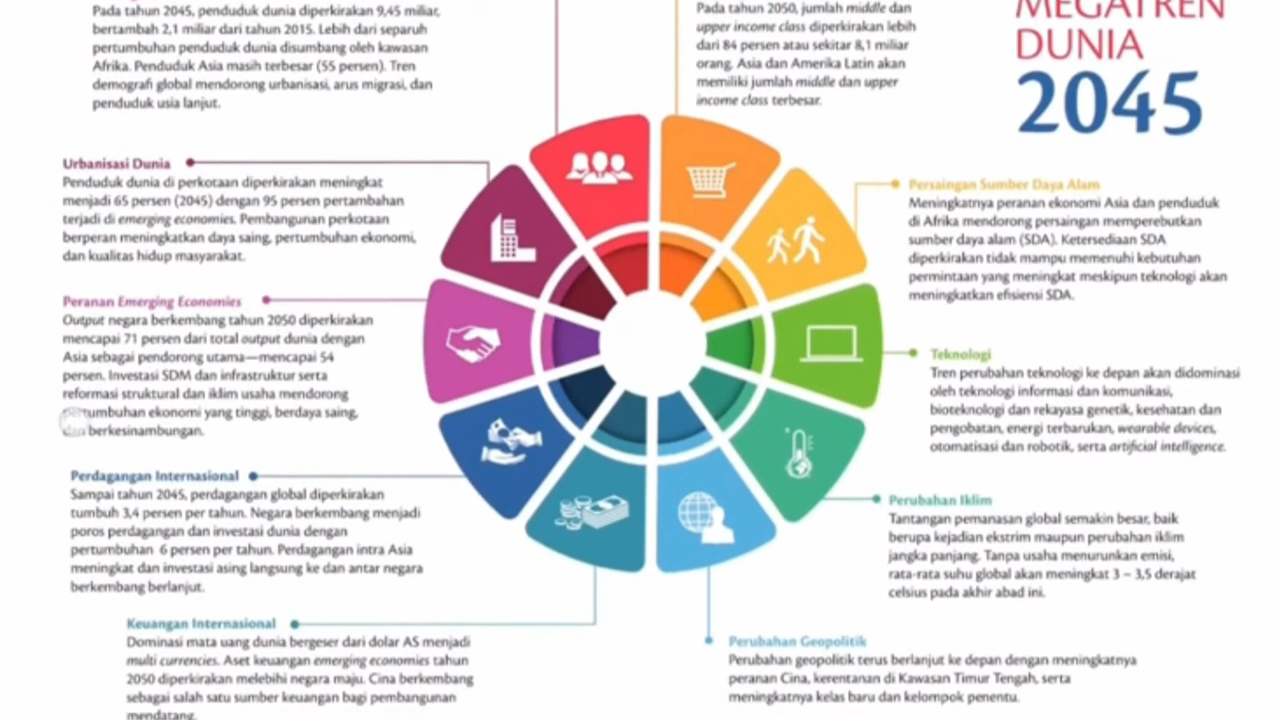 Pada tahun 2045, penduduk dunia diperkirakan 9,45 miliar,
bertambah 2,1 miliar dari tahun 2015. Lebih dari separuh
pertumbuhan penduduk dunia disumbang oleh kawasan
Afrika. Penduduk Asia masih terbesar (55 persen). Tren
demografi global mendorong urbanisasi, arus migrasi, dan
penduduk usia lanjut.
Pada tahun 2050, jumlah middle dan
upper income class diperkirakan lebih
dari 84 persen atau sekitar 8,1 miliar
orang. Asia dan Amerika Latin akan
memiliki jumlah middle dan upper
income class terbesar.
MEGATREN
DUNIA
2045
Urbanisasi Dunia
Penduduk dunia di perkotaan diperkirakan meningkat
menjadi 65 persen (2045) dengan 95 persen pertambahan
terjadi di emerging economies. Pembangunan perkotaan
berperan meningkatkan daya saing, pertumbuhan ekonomi,
dan kualitas hidup masyarakat.
Persaingan Sumber Daya Alam
Meningkatnya peranan ekonomi Asia dan penduduk
di Afrika mendorong persaingan memperebutkan
sumber daya alam (SDA). Ketersediaan SDA
diperkirakan tidak mampu memenuhi kebutuhan
permintaan yang meningkat meskipun teknologi akan
meningkatkan efisiensi SDA.
Peranan Emerging Economies
Output negara berkembang tahun 2050 diperkirakan
mencapai 71 persen dari total output dunia dengan
Asia sebagai pendorong utama—mencapai 54
persen. Investasi SDM dan infrastruktur serta
reformasi struktural dan iklim usaha mendorong
pertumbuhan ekonomi yang tinggi, berdaya saing,
dan berkesinambungan.
Teknologi
Tren perubahan teknologi ke depan akan didominasi
oleh teknologi informasi dan komunikasi,
bioteknologi dan rekayasa genetik, kesehatan dan
pengobatan, energi terbarukan, wearable devices,
otomatisasi dan robotik, serta artificial intelligence.
Perdagangan Internasional
Sampai tahun 2045, perdagangan global diperkirakan
tumbuh 3,4 persen per tahun. Negara berkembang menjadi
poros perdagangan dan investasi dunia dengan
pertumbuhan 6 persen per tahun. Perdagangan intra Asia
meningkat dan investasi asing langsung ke dan antar negara
berkembang berlanjut.
Perubahan Iklim
Tantangan pemanasan global semakin besar, baik
berupa kejadian ekstrim maupun perubahan iklim
jangka panjang. Tanpa usaha menurunkan emisi,
rata-rata suhu global akan meningkat 3 – 3,5 derajat
celsius pada akhir abad ini.
Keuangan Internasional
Dominasi mata uang dunia bergeser dari dolar AS menjadi
multi currencies. Aset keuangan emerging economies tahun
2050 diperkirakan melebihi negara maju. Cina berkembang
sebagai salah satu sumber keuangan bagi pembangunan
mendatang.
Perubahan Geopolitik
Perubahan geopolitik terus berlanjut ke depan dengan meningkatnya
peranan Cina, kerentanan di Kawasan Timur Tengah, serta
meningkatnya kelas baru dan kelompok penentu.